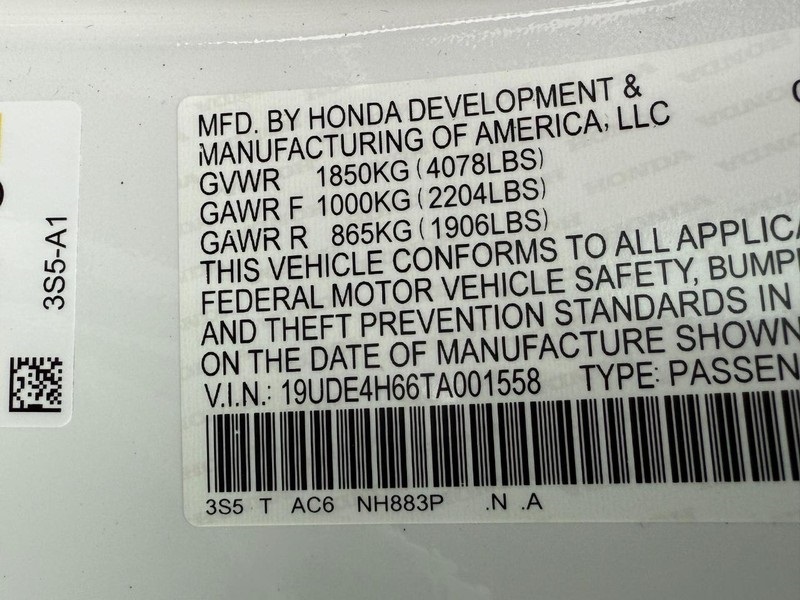 3S5-A1
MFD. BY HONDA DEVELOPMENT &
MANUFACTURING OF AMERICA, LLC
GVWR 1850KG (4078LBS)
GAWR F 1000KG (2204LBS)
GAWR R 865KG (1906LBS)
THIS VEHICLE CONFORMS TO ALL APPLICA
FEDERAL MOTOR VEHICLE SAFETY, BUMP
AND THEFT PREVENTION STANDARDS IN
ON THE DATE OF MANUFACTURE SHOWN
V.I.N.: 19UDE4H66TA001558 TYPE: PASSEN
3S5 T AC6 NH883P .N .A